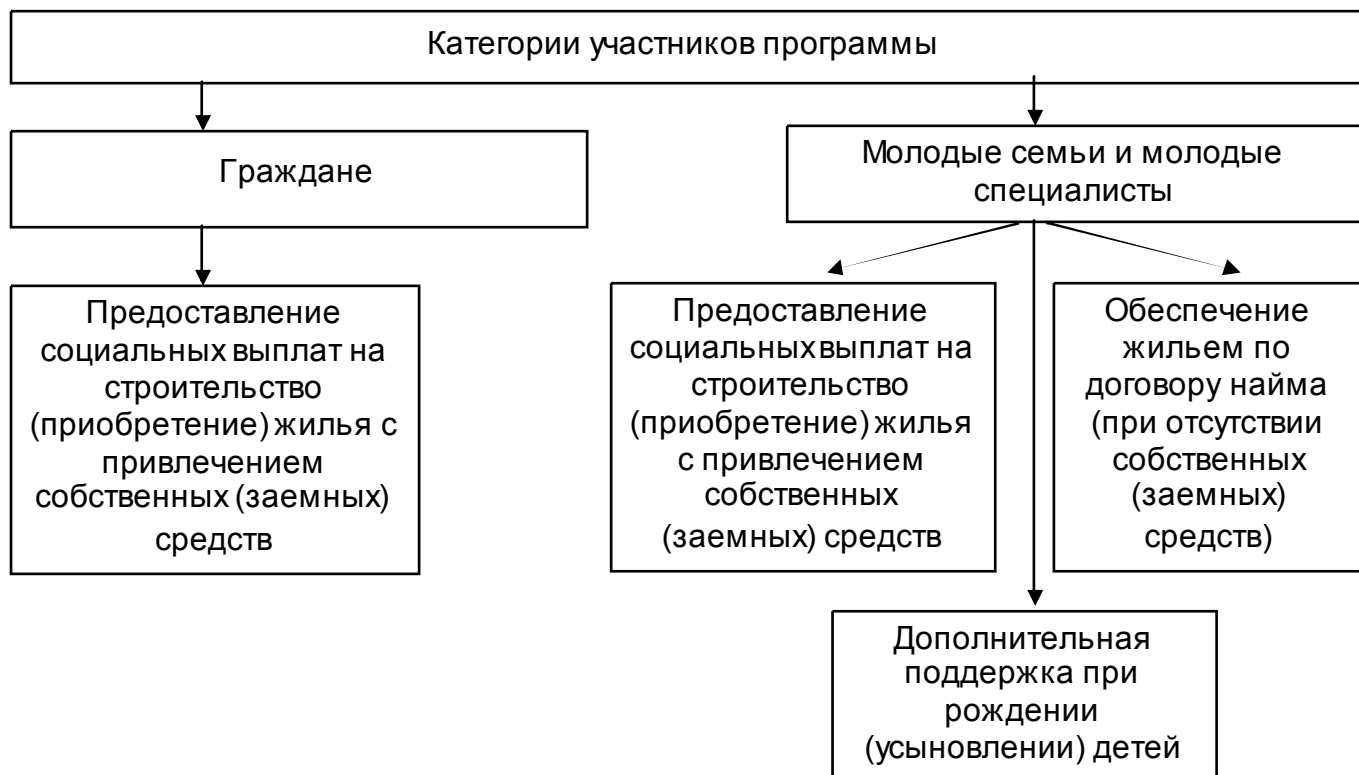 Категории участников программы
Граждане
Молодые семьи и молодые
специалисты
Предоставление
социальных выплат на
строительство
(приобретение) жилья с
привлечением
собственных (заемных)
средств
Предоставление
социальных выплат на
строительство
(приобретение) жилья
с привлечением
собственных
(заемных) средств
Обеспечение
жильем по
договору найма
(при отсутствии
собственных
(заемных)
средств)
Дополнительная
поддержка при
рождении
(усыновлении) детей